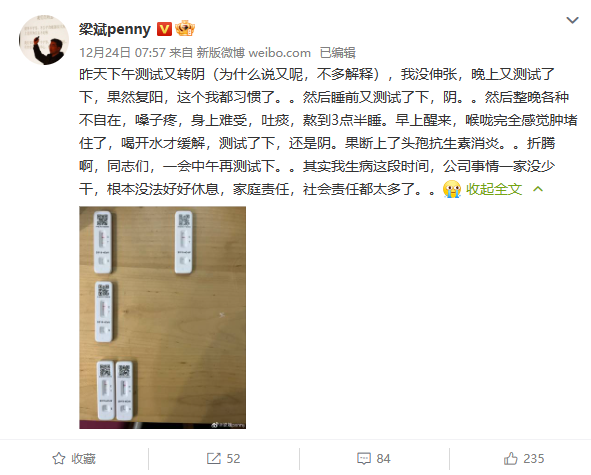 梁斌penny
12月24日 07:57 来自 新版微博 weibo.com 已编辑
昨天下午测试又转阴（为什么说又呢，不多解释），我没伸张，晚上又测试了
下，果然复阳，这个我都习惯了。。然后睡前又测试了下，阴。。然后整晚各种
不自在，嗓子疼，身上难受，吐痰，熬到3点半睡。早上醒来，喉咙完全感觉肿堵
住了，喝开水才缓解，测试了下，还是阴。果断上了头孢抗生素消炎。。折腾
啊，同志们，一会中午再测试下。。其实我生病这段时间，公司事情一家没少
干，根本没法好好休息，家庭责任，社会责任都太多了。。 收起全文
收藏
52
84
235